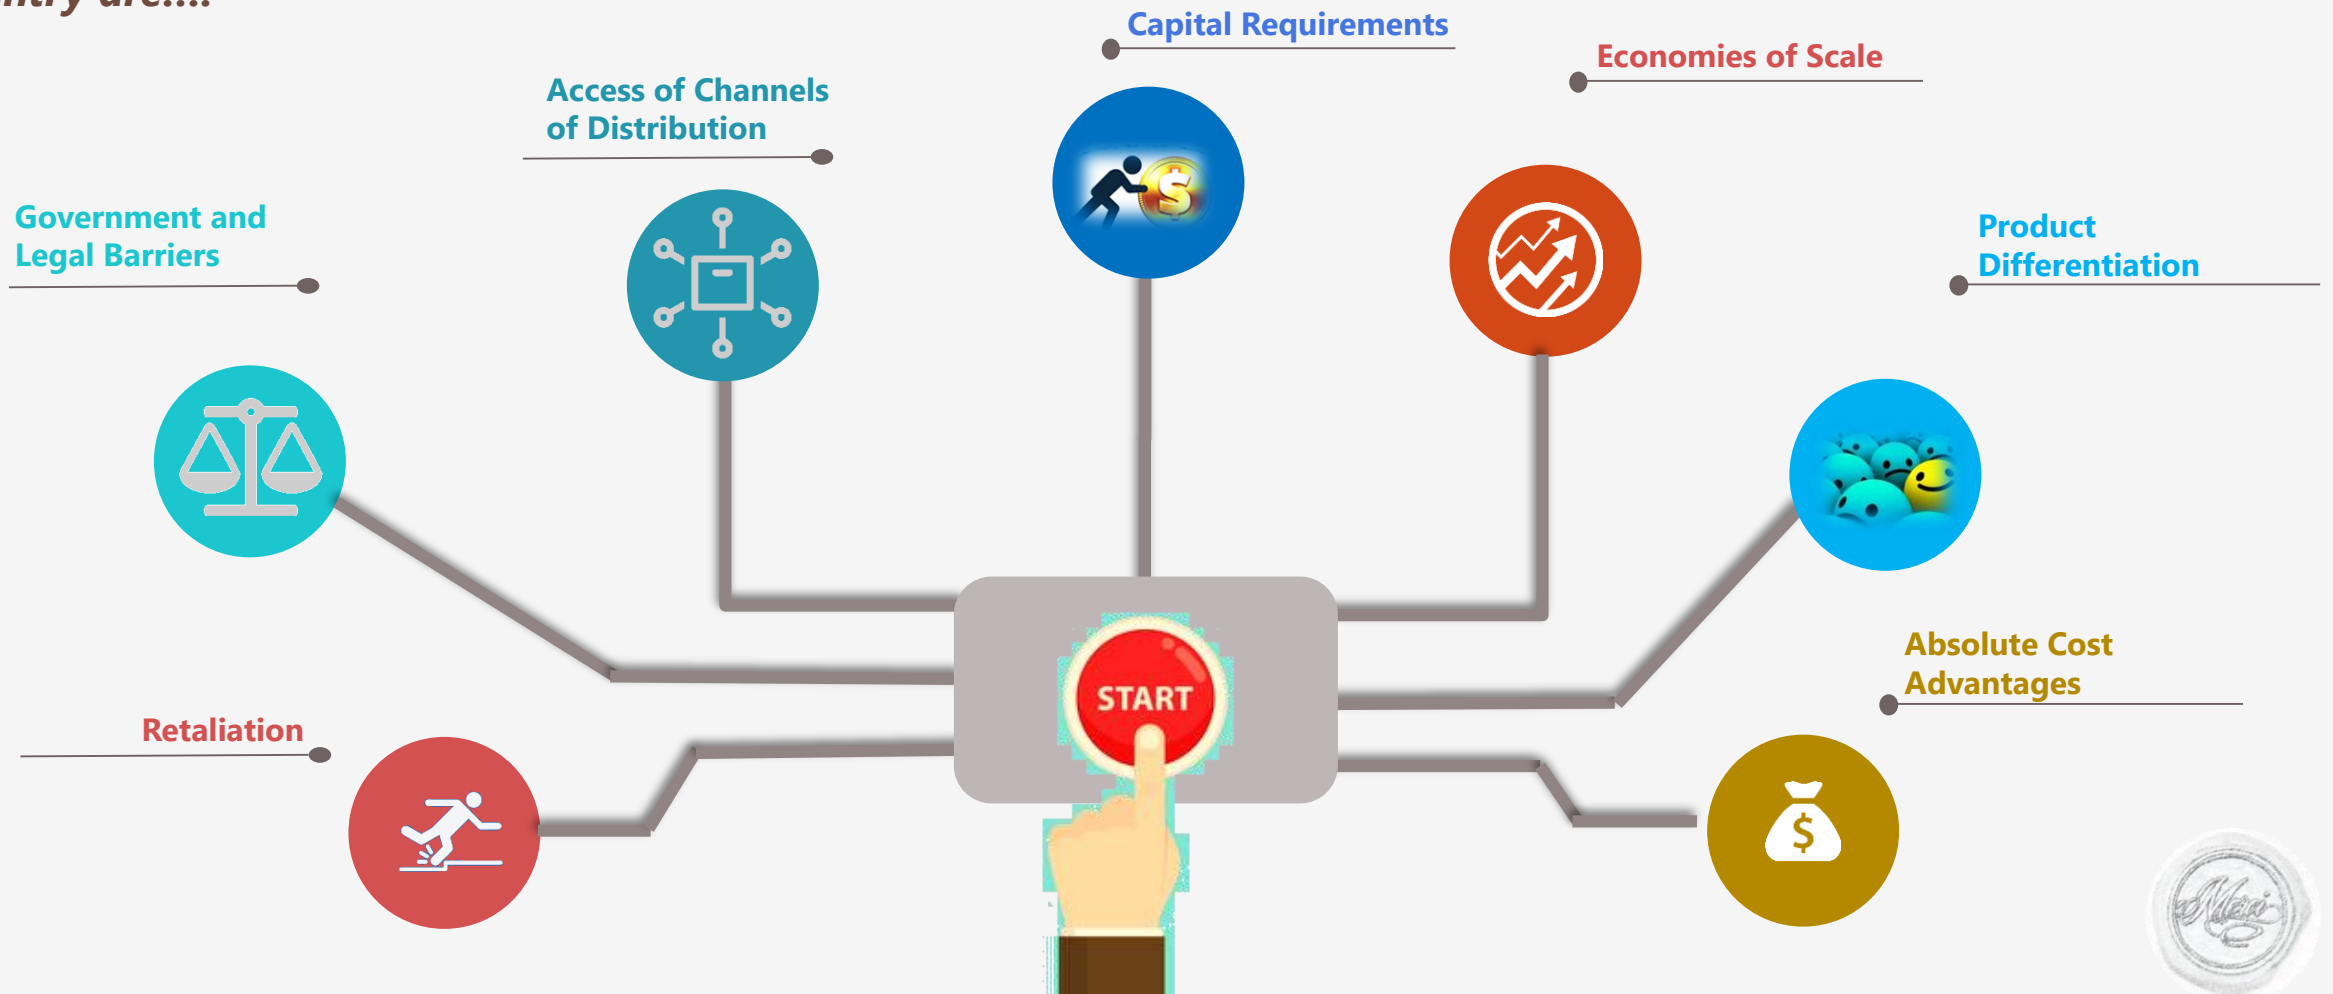 are....
Capital Requirements
Economies of Scale
Access of Channels
of Distribution
Government and
Legal Barriers
Product
Differentiation
Absolute Cost
Advantages
Retaliation
START
$
$